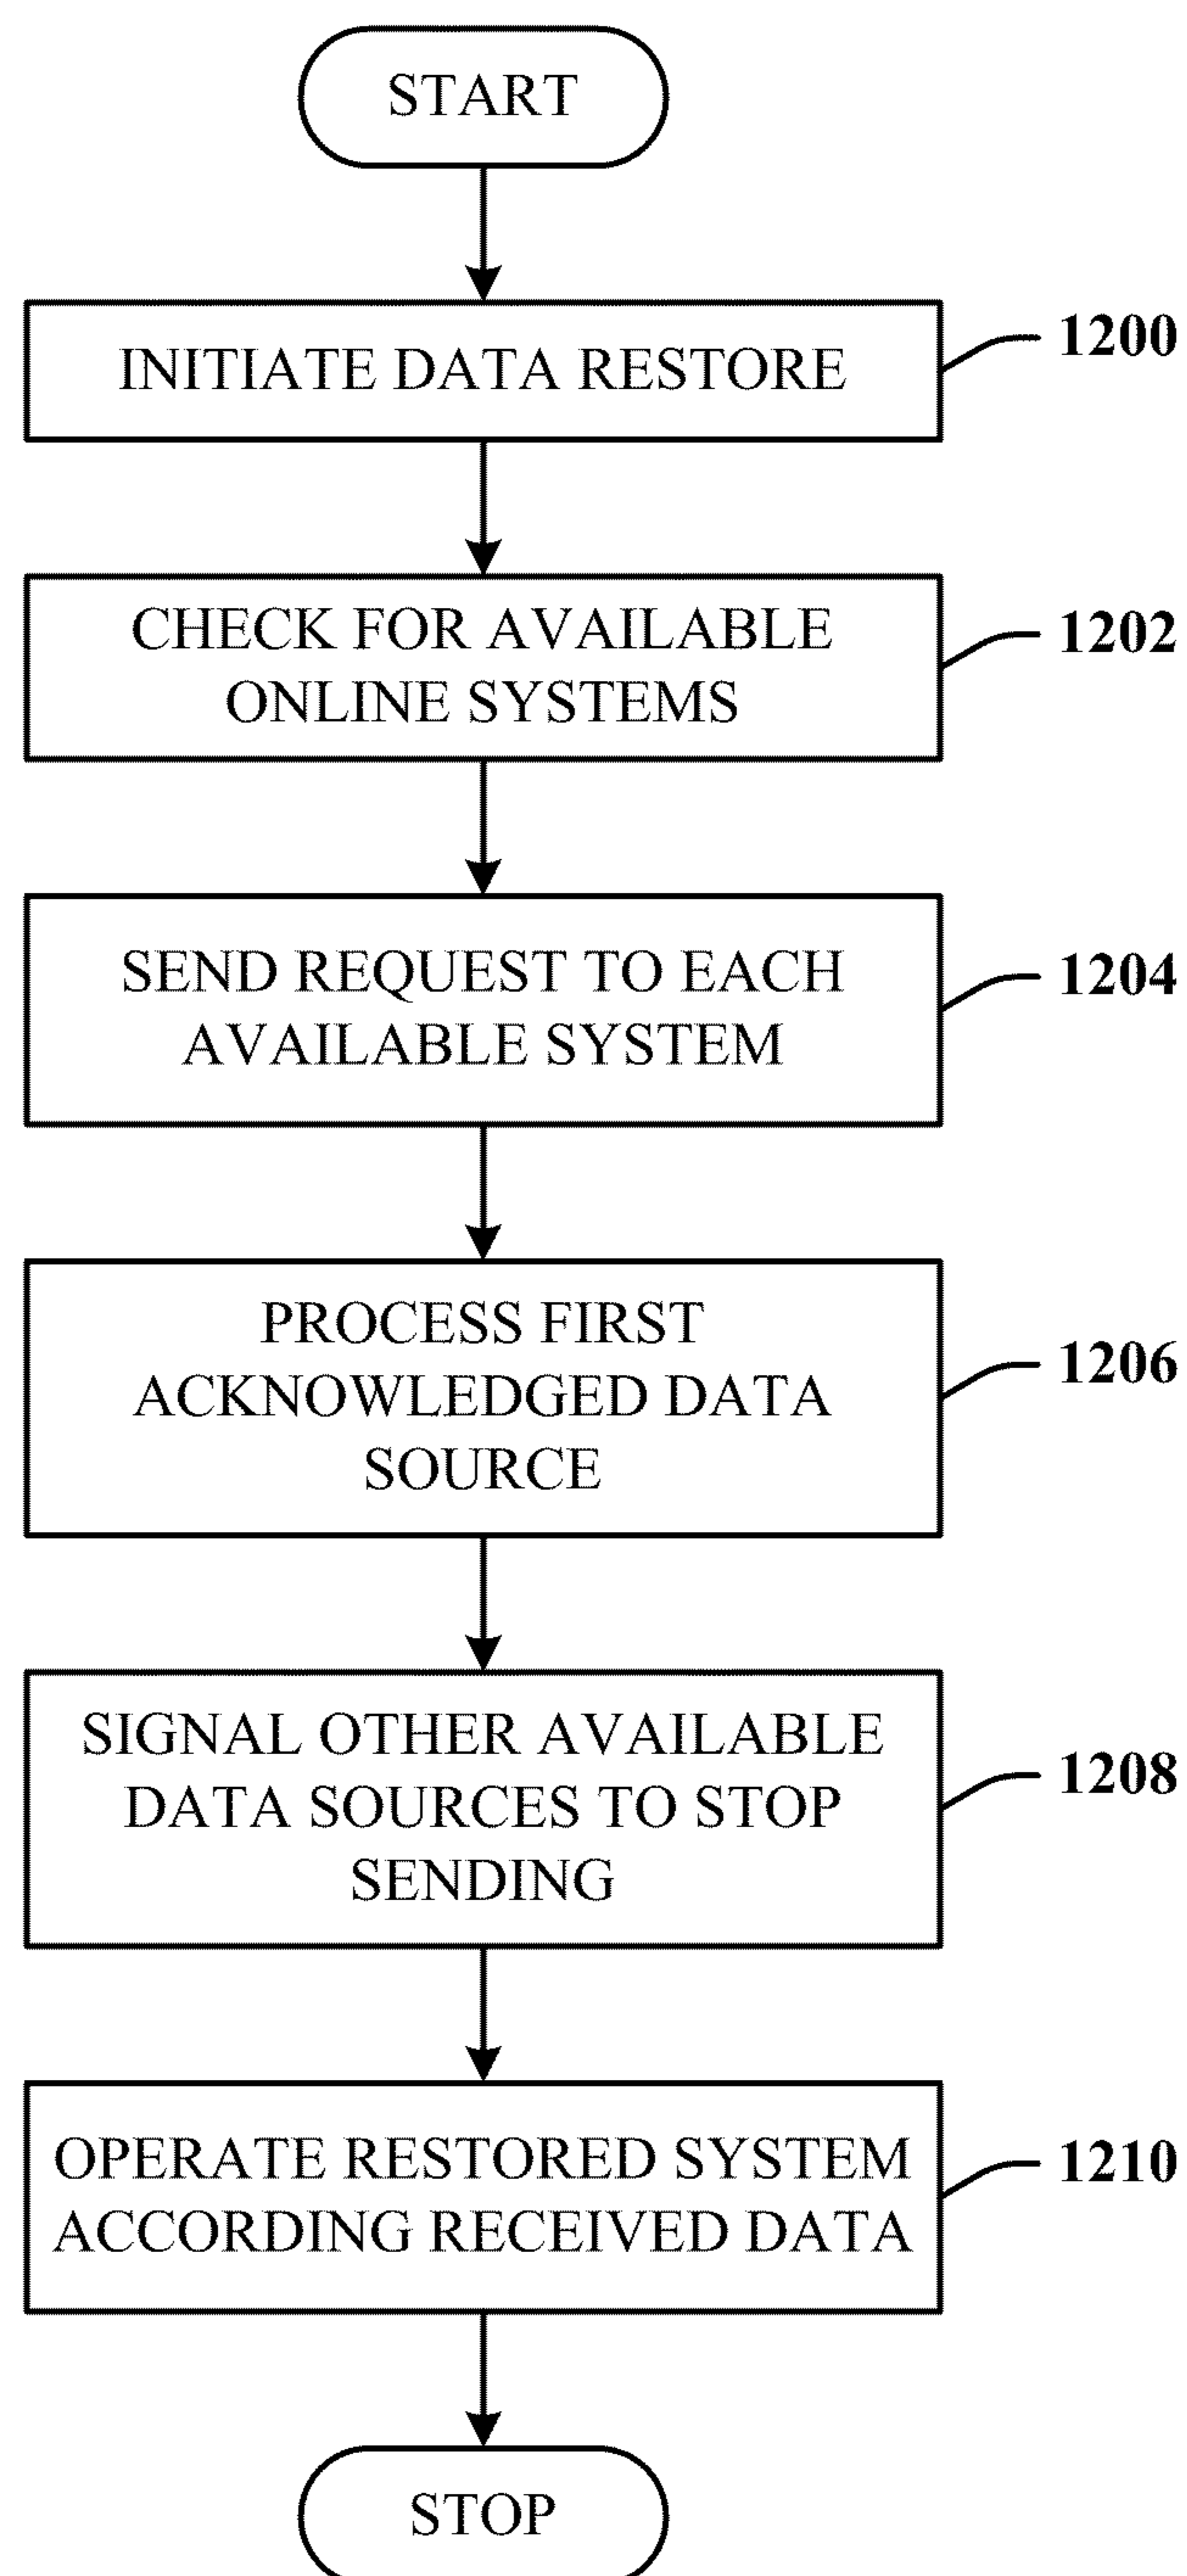 START
INITIATE DATA RESTORE
1200
CHECK FOR AVAILABLE
ONLINE SYSTEMS
1202
SEND REQUEST TO EACH
AVAILABLE SYSTEM
1204
PROCESS FIRST
ACKNOWLEDGED DATA
SOURCE
1206
SIGNAL OTHER AVAILABLE
DATA SOURCES TO STOP
SENDING
1208
OPERATE RESTORED SYSTEM
ACCORDING RECEIVED DATA
1210
STOP